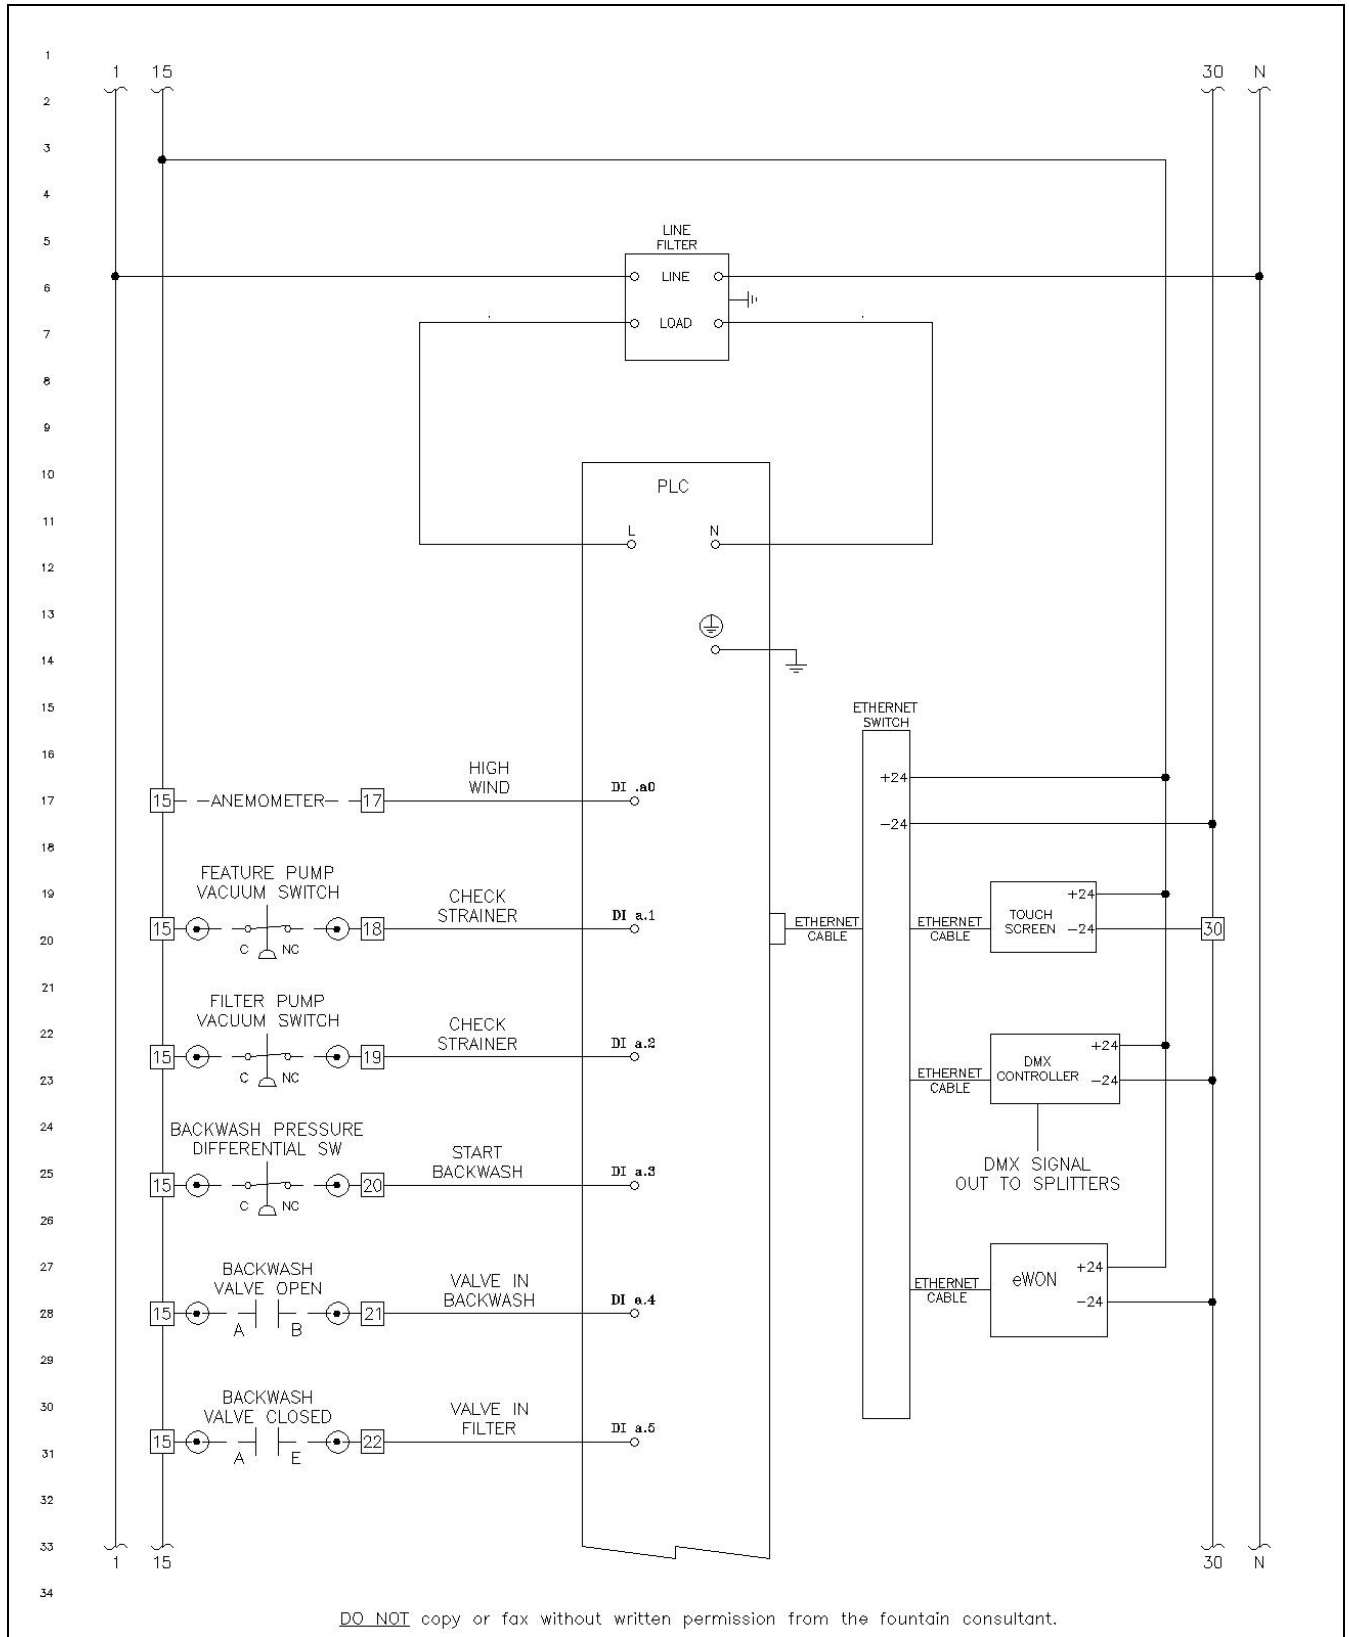 1
1 15 30 N
2
3
4
5
LINE
FILTER
LINE
6
LOAD
7
8
9
10
PLC
11
L N
12
13
14
15
ETHERNET
SWITCH
16
+24
HIGH
WIND
DI .a0
17
15 ANEMOMETER 17
-24
18
FEATURE PUMP
VACUUM SWITCH
19
+24
CHECK
STRAINER
DI a.1
TOUCH
SCREEN
-24
15 18
ETHERNET
CABLE
ETHERNET
CABLE
30
20
C NC
21
FILTER PUMP
VACUUM SWITCH
22
CHECK
STRAINER
DI a.2
+24
15 19
DMX
CONTROLLER
-24
ETHERNET
CABLE
23
C NC
24
BACKWASH PRESSURE
DIFFERENTIAL SW
START
BACKWASH
DI a.3
25
15 20
DMX SIGNAL
OUT TO SPLITTERS
C NC
26
27
BACKWASH
VALVE OPEN
+24
VALVE IN
BACKWASH
eWON
ETHERNET
CABLE
DI a.4
-24
28
15 21
A B
29
BACKWASH
VALVE CLOSED
30
VALVE IN
FILTER
DI a.5
15 22
31
A E
32
33
1 15 30 N
34
DO NOT copy or fax without written permission from the fountain consultant.